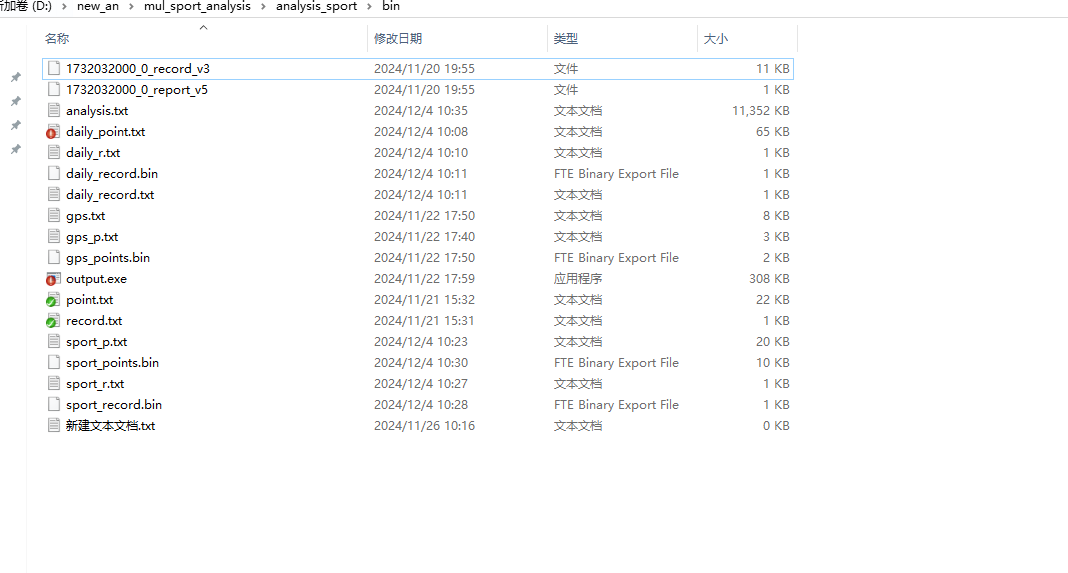 新加卷 (D:) > new_an > mul_sport_analysis > analysis_sport > bin
名称 修改日期 类型 大小
1732032000_0_record_v3 2024/11/20 19:55 文件 11 KB
1732032000_0_report_v5 2024/11/20 19:55 文件 1 KB
analysis.txt 2024/12/4 10:35 文本文档 11,352 KB
daily_point.txt 2024/12/4 10:08 文本文档 65 KB
daily_r.txt 2024/12/4 10:10 文本文档 1 KB
daily_record.bin 2024/12/4 10:11 FTE Binary Export File 1 KB
daily_record.txt 2024/12/4 10:11 文本文档 1 KB
gps.txt 2024/11/22 17:50 文本文档 8 KB
gps_p.txt 2024/11/22 17:40 文本文档 3 KB
gps_points.bin 2024/11/22 17:50 FTE Binary Export File 2 KB
output.exe 2024/11/22 17:59 应用程序 308 KB
point.txt 2024/11/21 15:32 文本文档 22 KB
record.txt 2024/11/21 15:31 文本文档 1 KB
sport_p.txt 2024/12/4 10:23 文本文档 20 KB
sport_points.bin 2024/12/4 10:30 FTE Binary Export File 10 KB
sport_r.txt 2024/12/4 10:27 文本文档 1 KB
sport_record.bin 2024/12/4 10:28 FTE Binary Export File 1 KB
新建文本文档.txt 2024/11/26 10:16 文本文档 0 KB